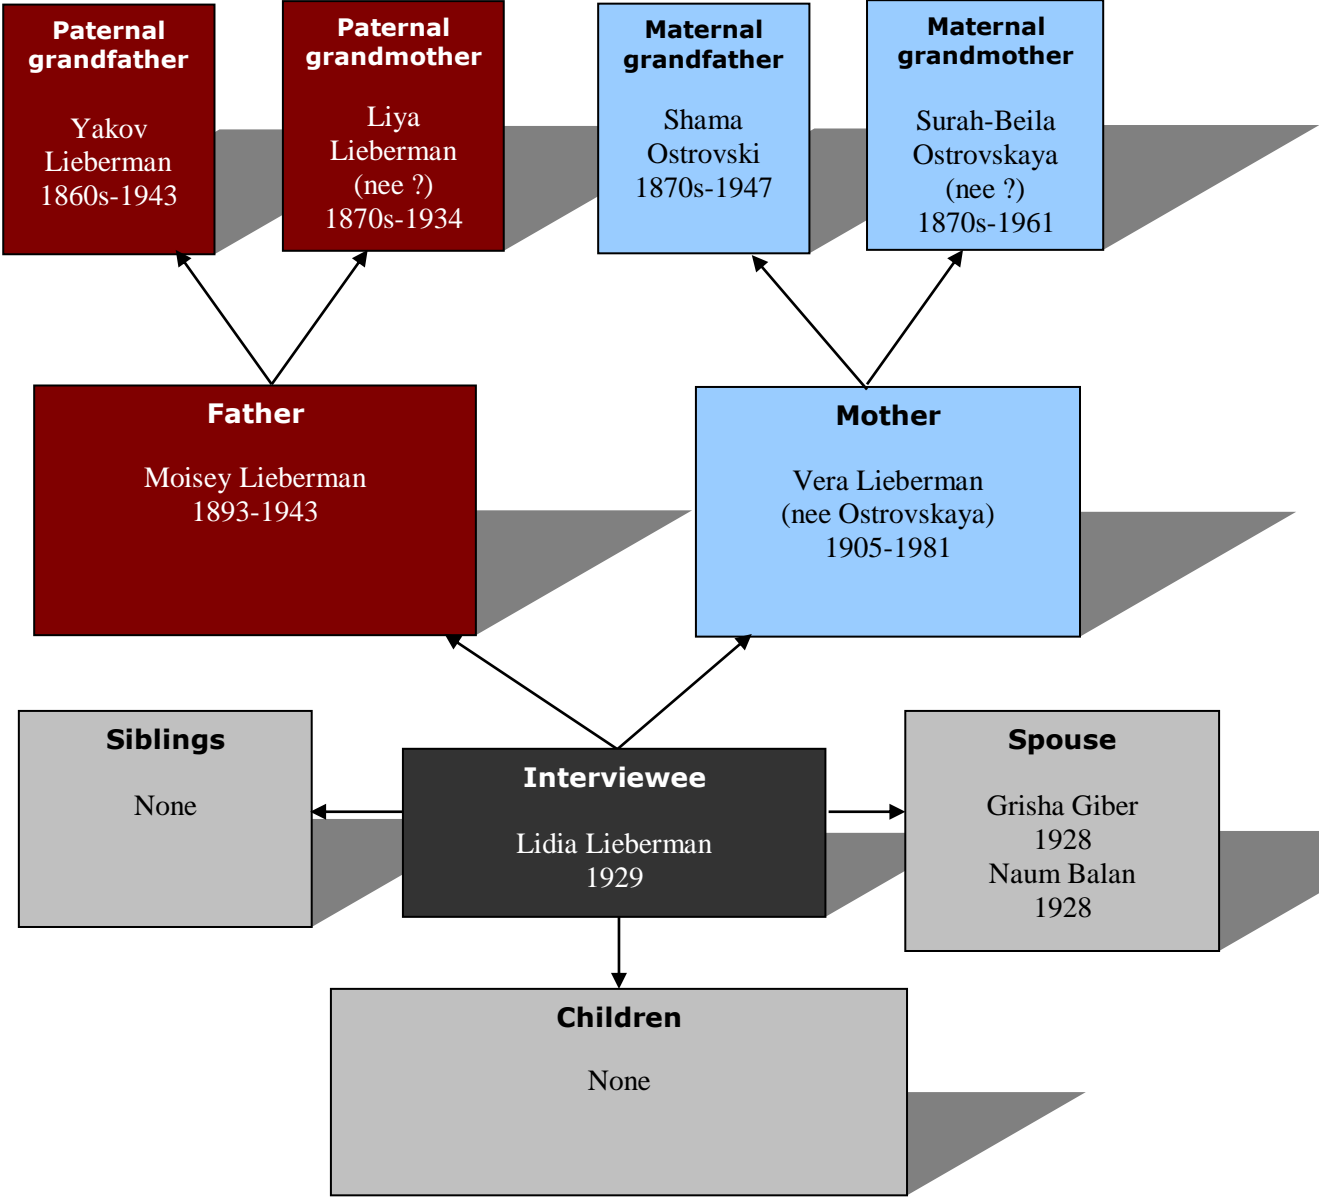 Paternal
grandfather
Yakov
Lieberman
1860s-1943
Paternal
grandmother
Liya
Lieberman
(nee ?)
1870s-1934
Maternal
grandfather
Shama
Ostrovski
1870s-1947
Maternal
grandmother
Surah-Beila
Ostrovskaya
(nee ?)
1870s-1961
Father
Moisey Lieberman
1893-1943
Mother
Vera Lieberman
(nee Ostrovskaya)
1905-1981
Siblings
None
Interviewee
Lidia Lieberman
1929
Spouse
Grisha Giber
1928
Naum Balan
1928
Children
None